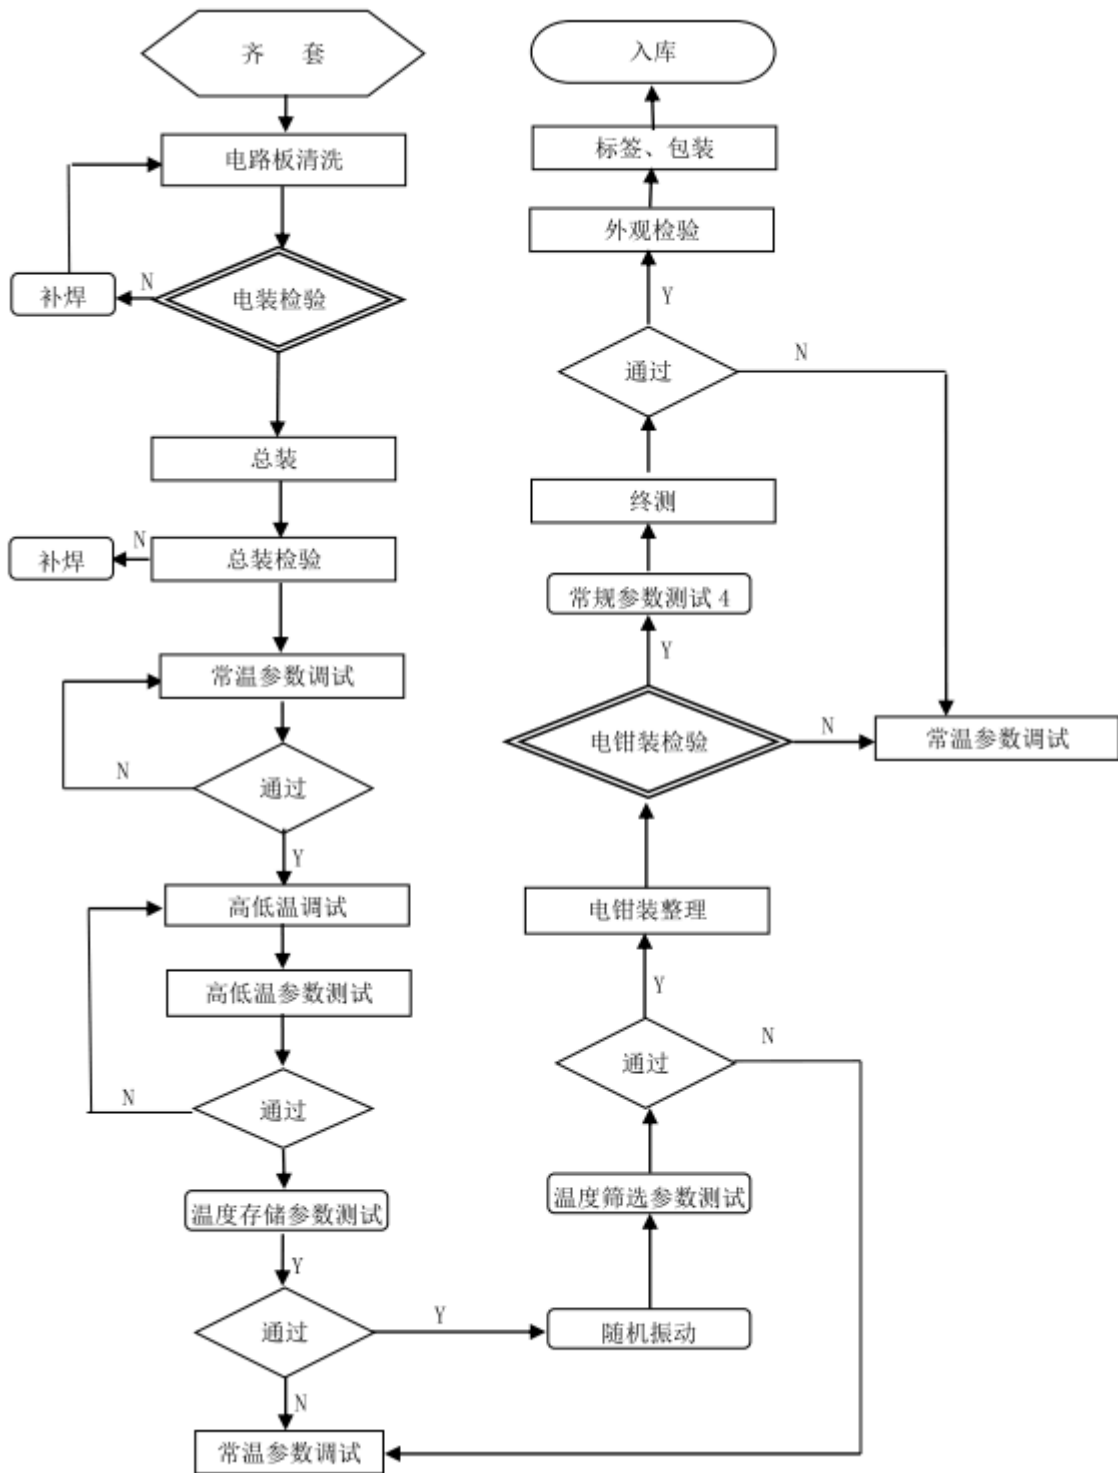 齐 套
电路板清洗
N
补焊
电装检验
总装
N
补焊
总装检验
常温参数调试
N
通过
Y
高低温调试
高低温参数测试
N
通过
温度存储参数测试
Y
通过
Y
N
常温参数调试
入库
标签、包装
外观检验
Y
通过
N
终测
常规参数测试 4
Y
电钳装检验
N
常温参数调试
电钳装整理
Y
N
通过
温度筛选参数测试
随机振动